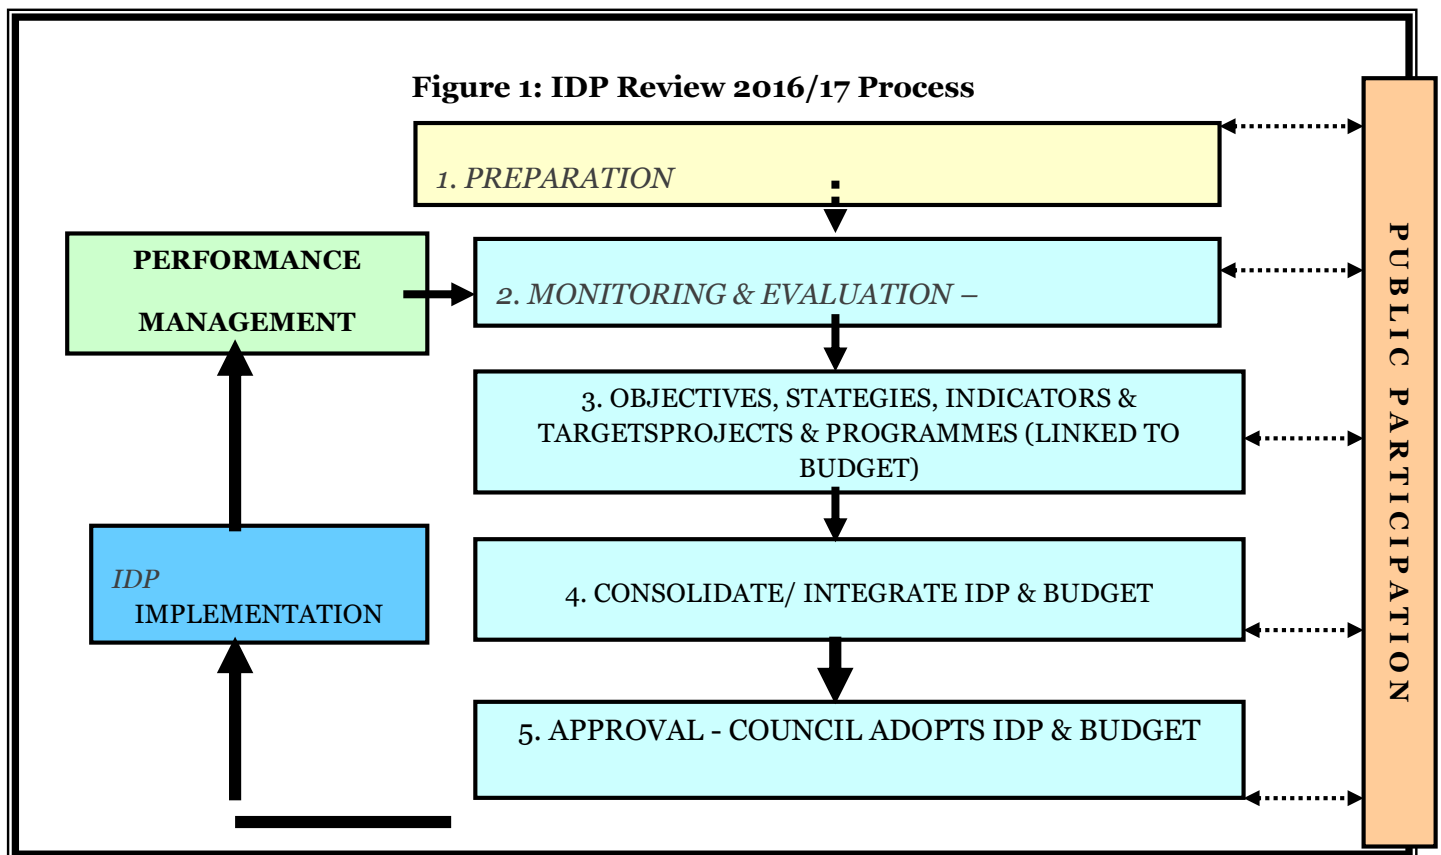 Figure 1: IDP Review 2016/17 Process
1. PREPARATION
PERFORMANCE
MANAGEMENT
2. MONITORING & EVALUATION –
3. OBJECTIVES, STATEGIES, INDICATORS &
TARGETSPROJECTS & PROGRAMMES (LINKED TO
BUDGET)
IDP
IMPLEMENTATION
4. CONSOLIDATE/ INTEGRATE IDP & BUDGET
5. APPROVAL - COUNCIL ADOPTS IDP & BUDGET
PUBLIC PARTICIPATION